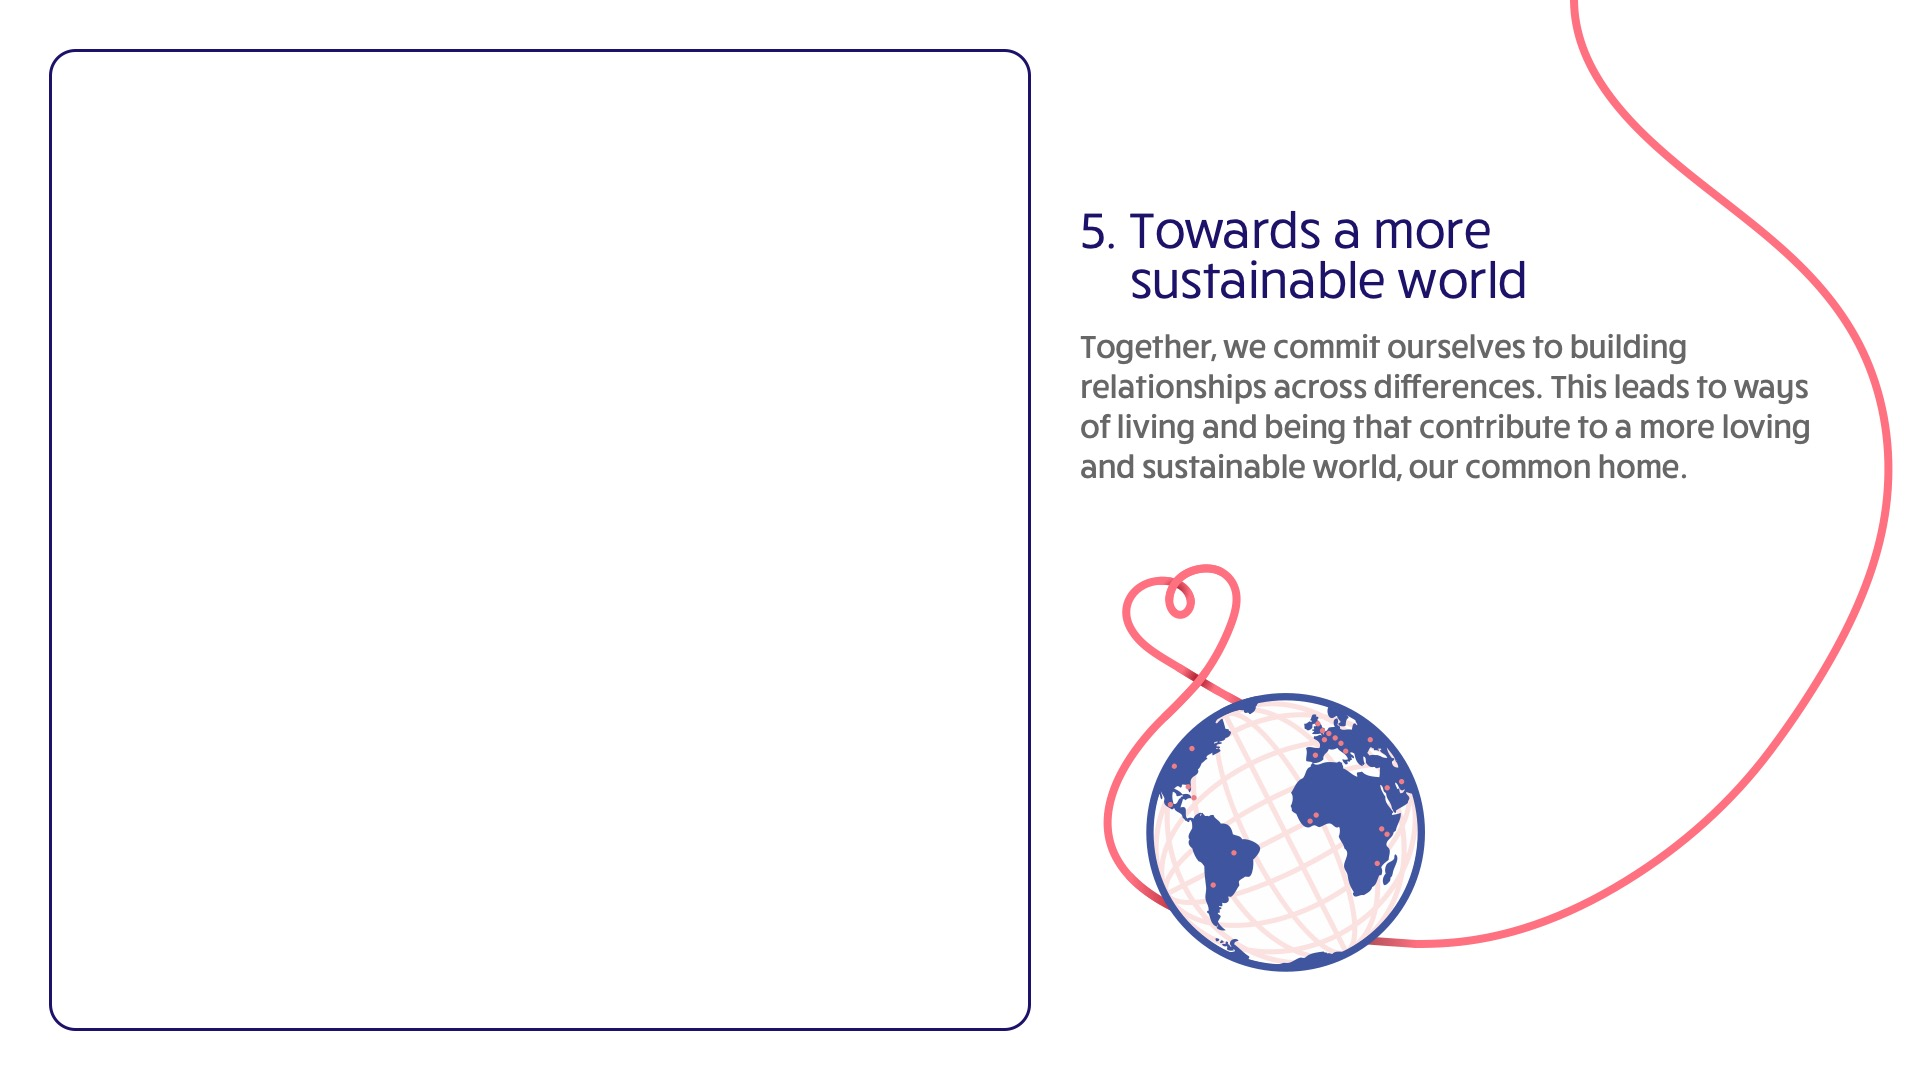 5. Towards a more
sustainable world
Together, we commit ourselves to building
relationships across differences. This leads to ways
of living and being that contribute to a more loving
and sustainable world, our common home.